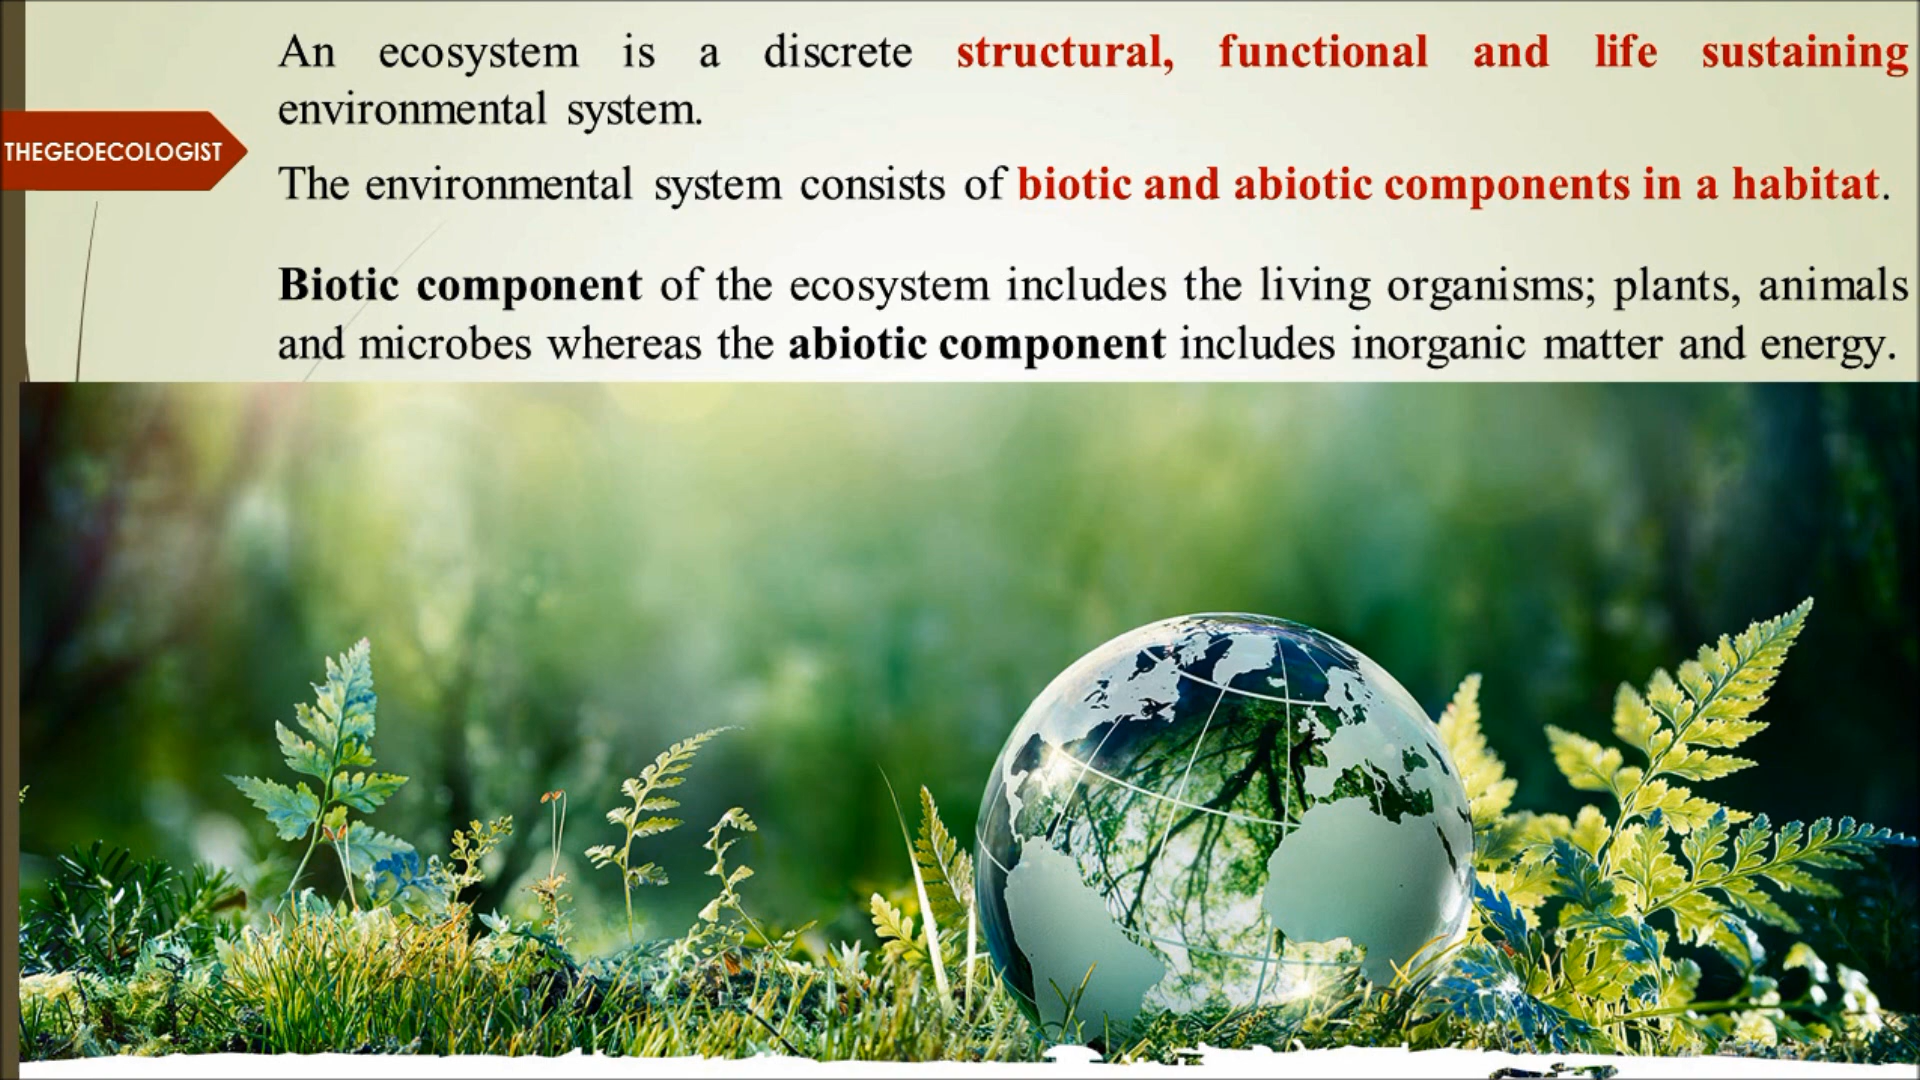 An ecosystem is a discrete structural, functional and life sustaining
environmental system.
THEGEOECOLOGIST
The environmental system consists of biotic and abiotic components in a habitat.
Biotic component of the ecosystem includes the living organisms; plants, animals
and microbes whereas the abiotic component includes inorganic matter and energy.